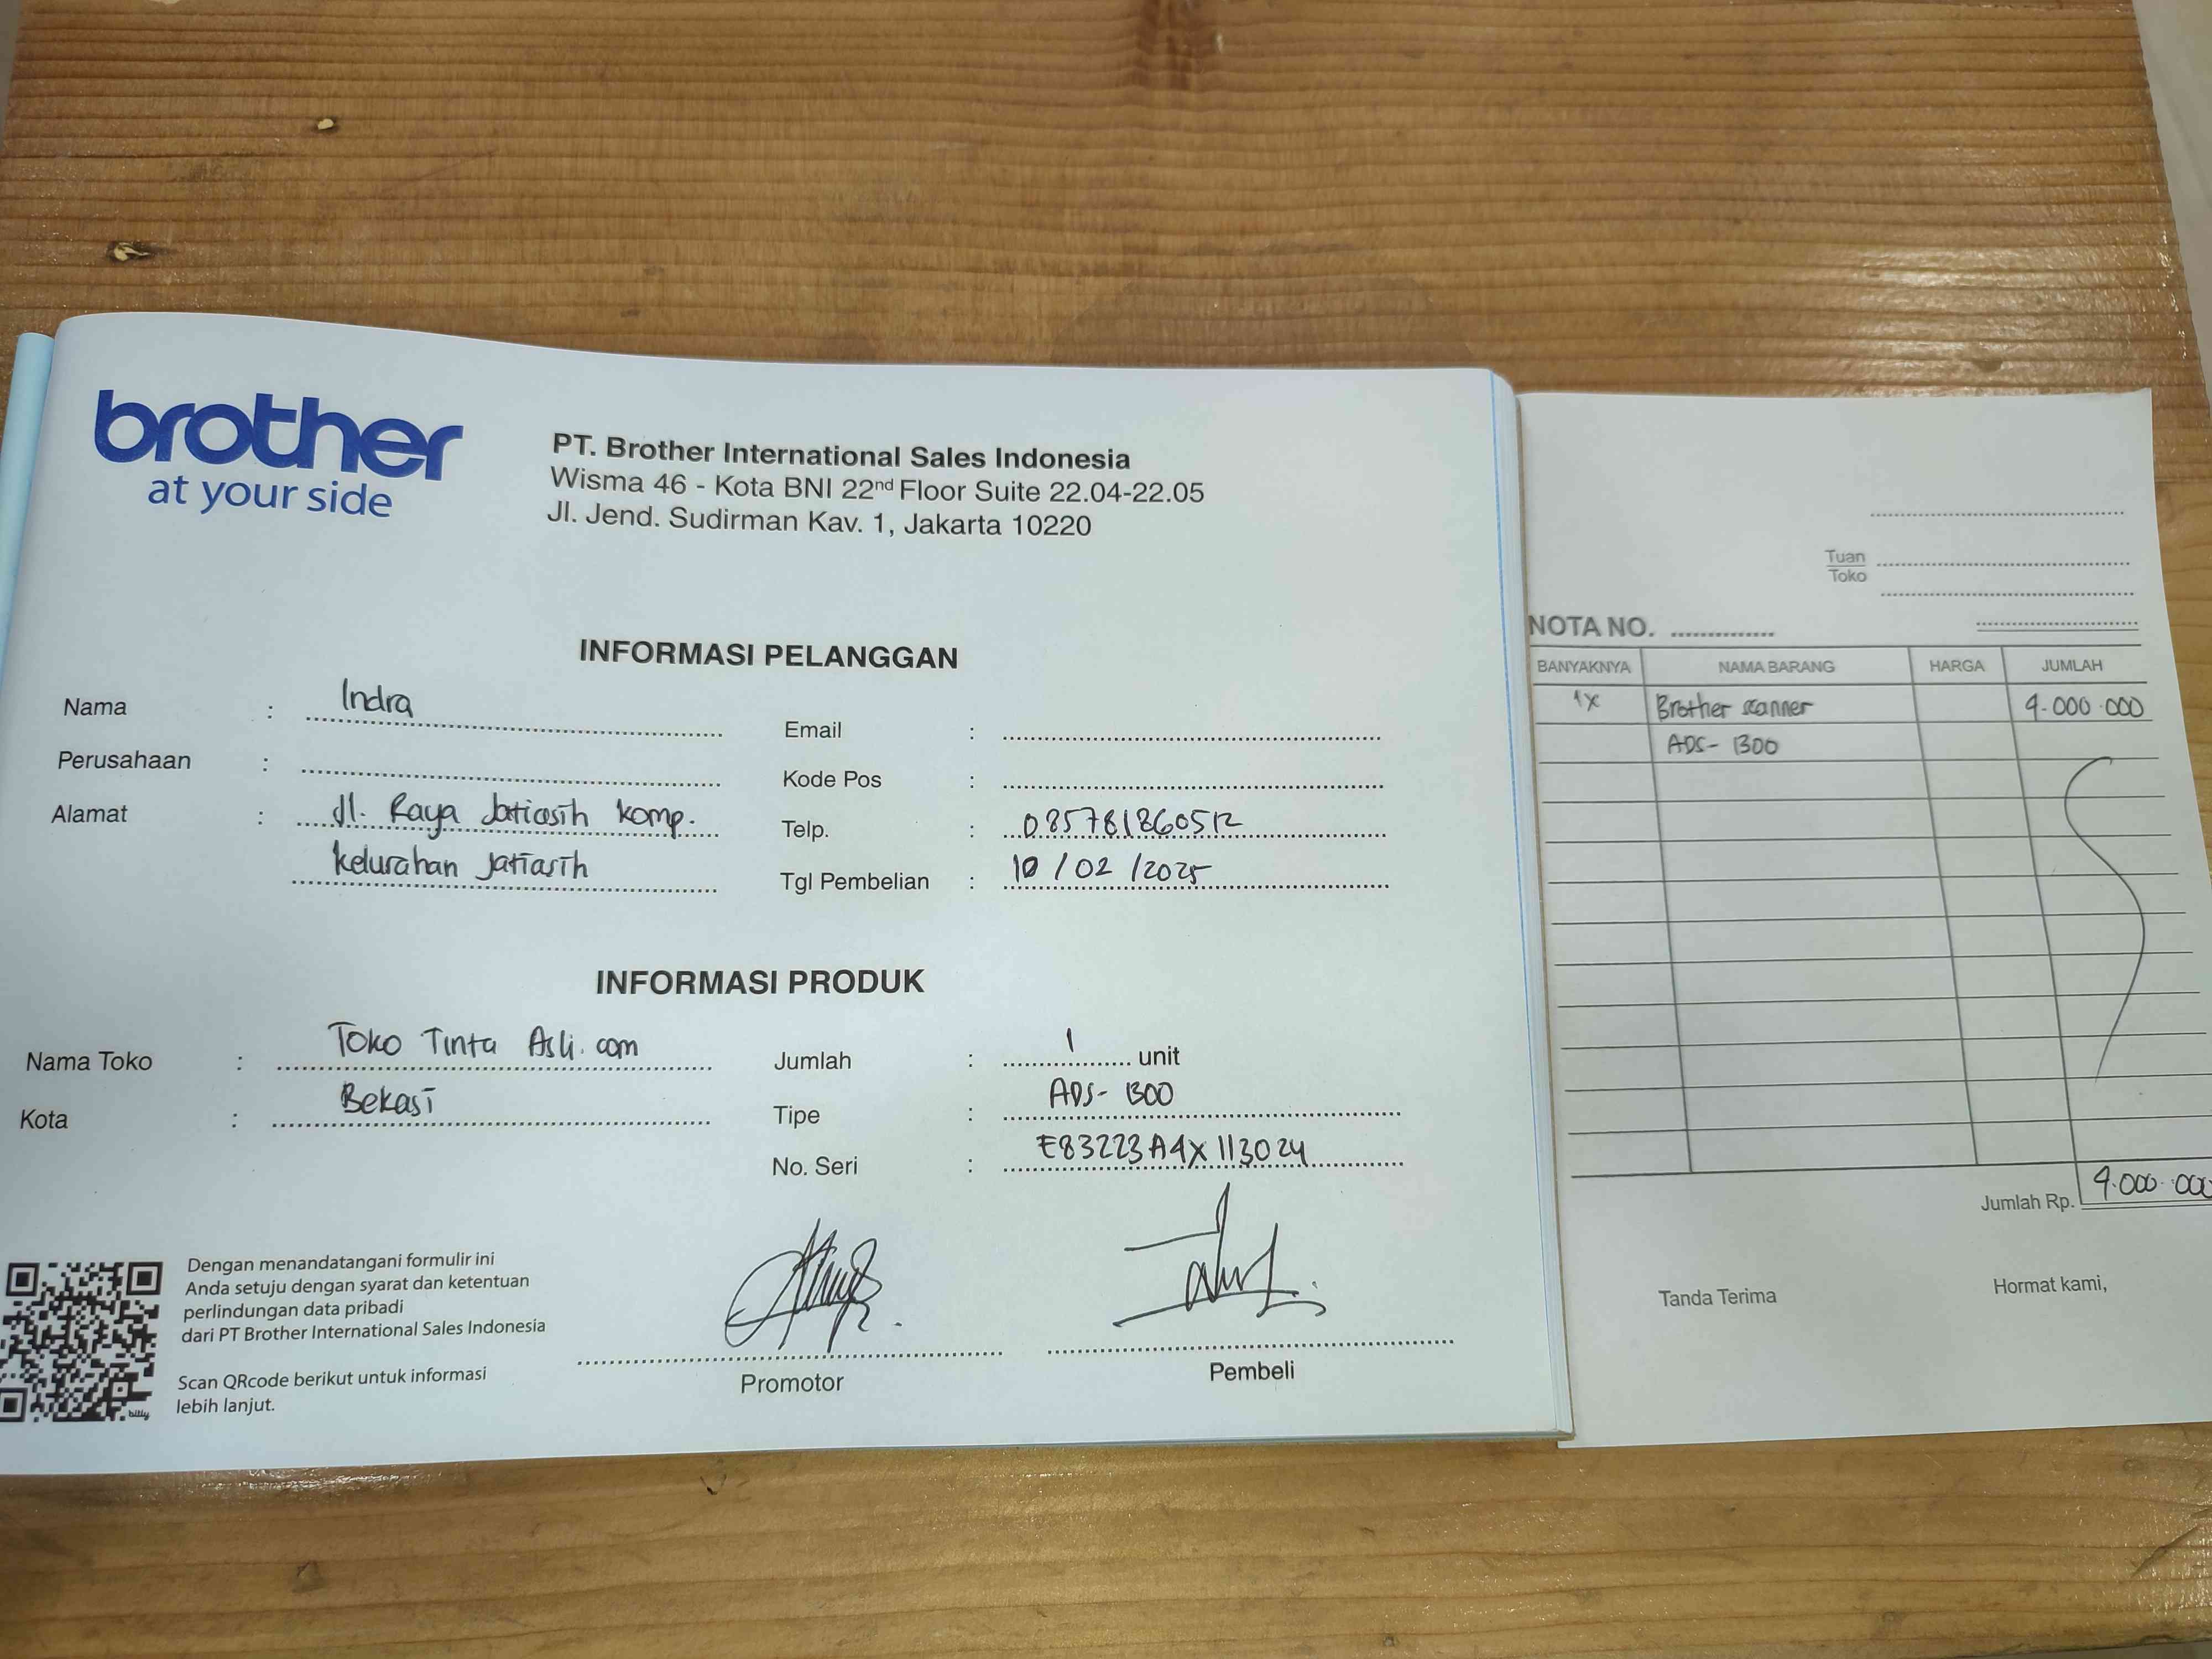 brother
at your side
PT. Brother International Sales Indonesia
Wisma 46 - Kota BNI 22nd Floor Suite 22.04-22.05
Jl. Jend. Sudirman Kav. 1, Jakarta 10220
INFORMASI PELANGGAN
Nama : Indra
Perusahaan :
Alamat : Jl. Raya Jatiasih Komp.
Kelurahan Jatiasih
Email :
Kode Pos :
Telp. : 085781860512
Tgl Pembelian : 10/02/2025
INFORMASI PRODUK
Nama Toko : Toko Tinta Asli.com
Kota : Bekasi
Jumlah : 1 unit
Tipe : ADS-1300
No. Seri : E83223A4X113024
Dengan menandatangani formulir ini
Anda setuju dengan syarat dan ketentuan
perlindungan data pribadi
dari PT Brother International Sales Indonesia
Scan QRcode berikut untuk informasi
lebih lanjut.
bitly
Promotor
Pembeli
Tuan
Toko
NOTA NO.
BANYAKNYA NAMA BARANG HARGA JUMLAH
1x Brother scanner 4.000.000
ADS-1300
Jumlah Rp. 4.000.000
Tanda Terima
Hormat kami,